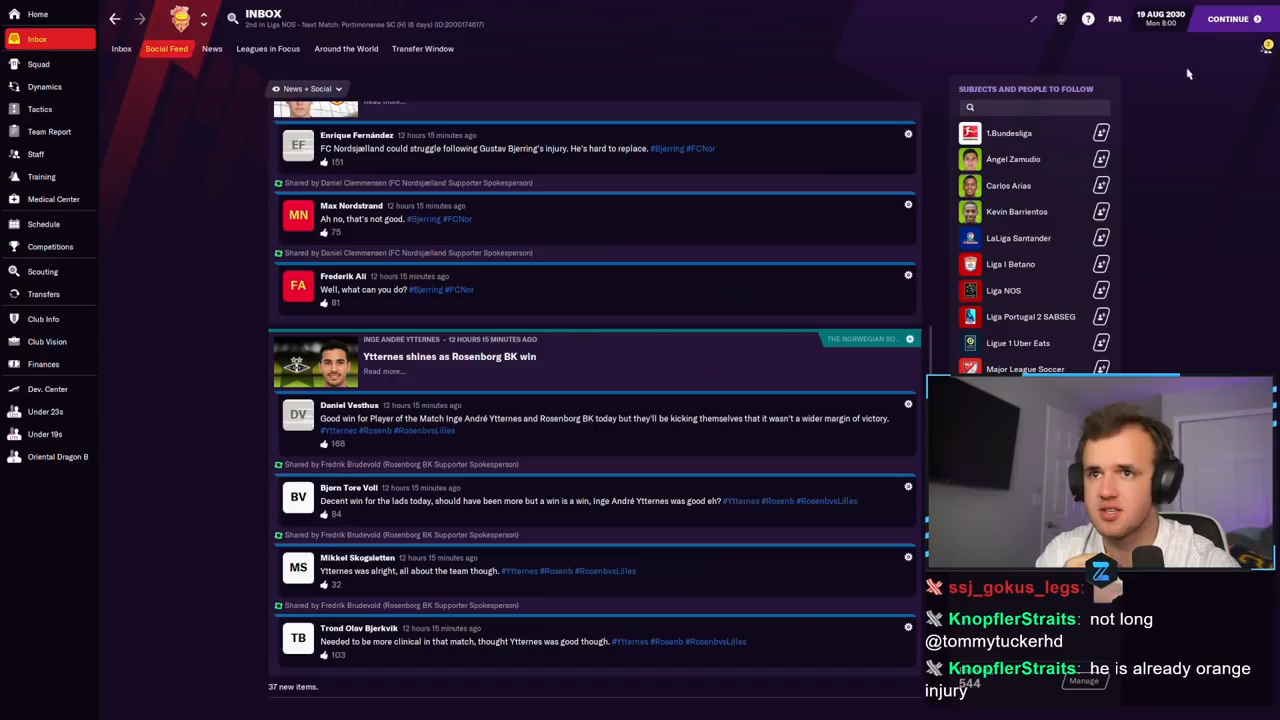 Home
INBOX
2nd In Liga NOS - Next Match: Portimonense SC (H) (6 days) (ID:2000174617)
FM
19 AUG 2030
Mon 8:00
CONTINUE
Inbox
Inbox
Social Feed
News
Leagues in Focus
Around the World
Transfer Window
Squad
Dynamics
Tactics
Team Report
Staff
Training
Medical Center
Schedule
Competitions
Scouting
Transfers
Club Info
Club Vision
Finances
Dev. Center
Under 23s
Under 19s
Oriental Dragon B
News + Social
Read more...
EF
Enrique Fernández 12 hours 15 minutes ago
FC Nordsjælland could struggle following Gustav Bjerring's injury. He's hard to replace. #Bjerring #FCNor
151
Shared by Daniel Clemmensen (FC Nordsjælland Supporter Spokesperson)
MN
Max Nordstrand 12 hours 15 minutes ago
Ah no, that's not good. #Bjerring #FCNor
75
Shared by Daniel Clemmensen (FC Nordsjælland Supporter Spokesperson)
FA
Frederik Ali 12 hours 15 minutes ago
Well, what can you do? #Bjerring #FCNor
81
INGE ANDRÉ YTTERNES - 12 HOURS 15 MINUTES AGO
THE NORWEGIAN SO...
Ytternes shines as Rosenborg BK win
Read more...
DV
Daniel Vesthus 12 hours 15 minutes ago
Good win for Player of the Match Inge André Ytternes and Rosenborg BK today but they'll be kicking themselves that it wasn't a wider margin of victory.
#Ytternes #Rosenb #RosenbvsLilles
168
Shared by Fredrik Brudevold (Rosenborg BK Supporter Spokesperson)
BV
Bjørn Tore Voll 12 hours 15 minutes ago
Decent win for the lads today, should have been more but a win is a win, Inge André Ytternes was good eh? #Ytternes #Rosenb #RosenbvsLilles
84
Shared by Fredrik Brudevold (Rosenborg BK Supporter Spokesperson)
MS
Mikkel Skogsletten 12 hours 15 minutes ago
Ytternes was alright, all about the team though. #Ytternes #Rosenb #RosenbvsLilles
32
Shared by Fredrik Brudevold (Rosenborg BK Supporter Spokesperson)
TB
Trond Olav Bjerkvik 12 hours 15 minutes ago
Needed to be more clinical in that match, thought Ytternes was good though. #Ytternes #Rosenb #RosenbvsLilles
103
37 new items.
SUBJECTS AND PEOPLE TO FOLLOW
1.Bundesliga
Ángel Zamudio
Carlos Arias
Kevin Barrientos
LaLiga Santander
Liga I Betano
Liga NOS
Liga Portugal 2 SABSEG
Ligue 1 Uber Eats
Major League Soccer
ssj_gokus_legs:
KnopflerStraits: not long
@tommytuckerhd
KnopflerStraits: he is already orange
injury
544
Manage